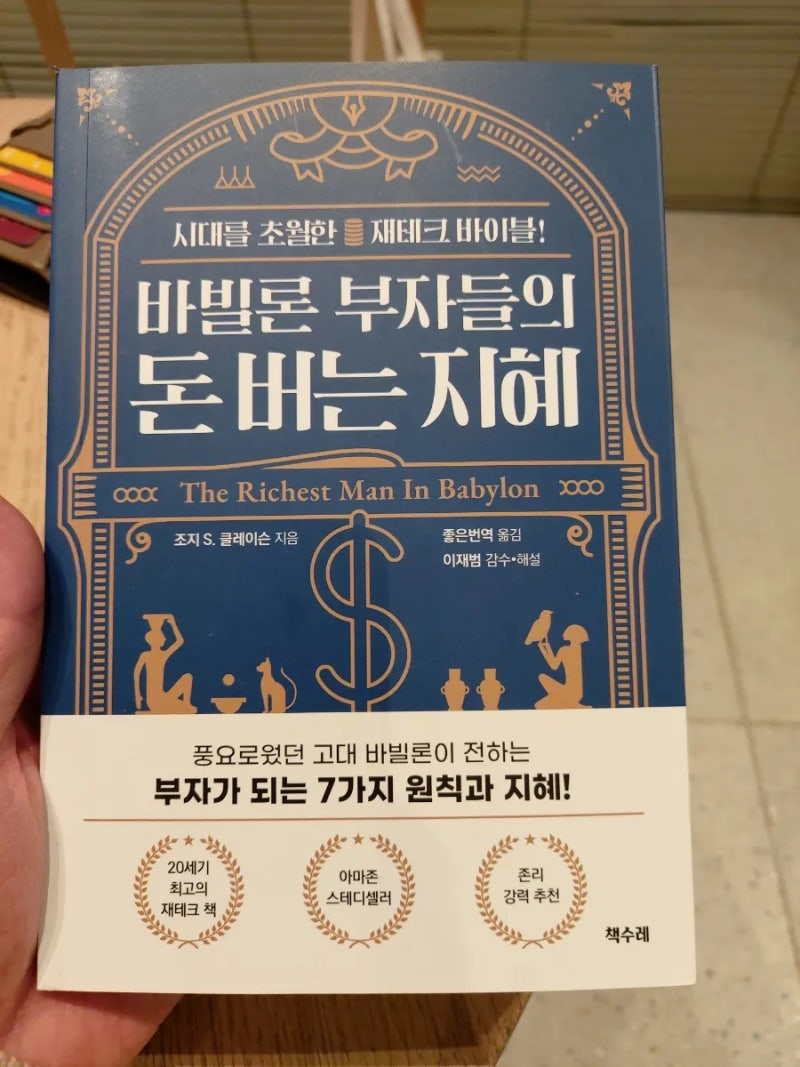 시대를 초월한 재테크 바이블!
바빌론 부자들의
돈 버는 지혜
The Richest Man In Babylon
조지 S. 클레이슨 지음
좋은번역 옮김
이재범 감수•해설
풍요로웠던 고대 바빌론이 전하는
부자가 되는 7가지 원칙과 지혜!
20세기
최고의
재테크 책
아마존
스테디셀러
존리
강력 추천
책수레